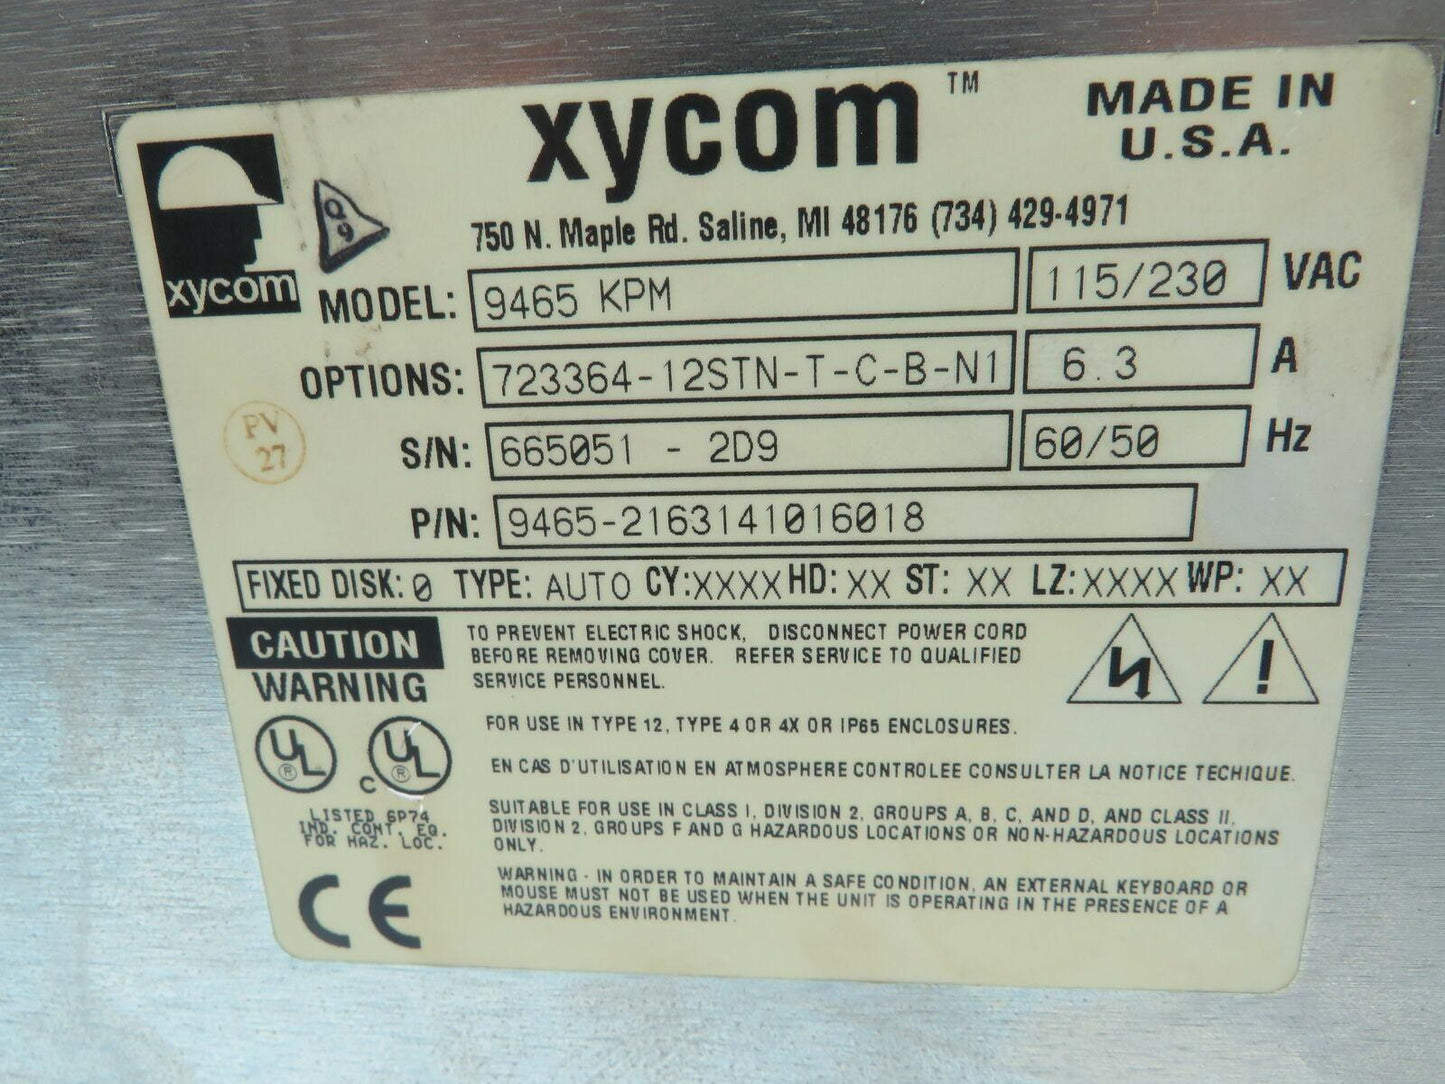 xycom™
MADE IN
U.S.A.
750 N. Maple Rd. Saline, MI 48176 (734) 429-4971
xycom
Q
9
MODEL: 9465 KPM 115/230 VAC
OPTIONS: 723364-12STN-T-C-B-N1 6.3 A
PV
27
S/N: 665051 - 2D9 60/50 Hz
P/N: 9465-2163141016018
FIXED DISK: 0 TYPE: AUTO CY: XXXX HD: XX ST: XX LZ: XXXX WP: XX
CAUTION
WARNING
TO PREVENT ELECTRIC SHOCK, DISCONNECT POWER CORD
BEFORE REMOVING COVER. REFER SERVICE TO QUALIFIED
SERVICE PERSONNEL.
FOR USE IN TYPE 12, TYPE 4 OR 4X OR IP65 ENCLOSURES.
EN CAS D'UTILISATION EN ATMOSPHERE CONTROLEE CONSULTER LA NOTICE TECHIQUE.
UL ® C UL ®
LISTED 6P74
IND. CONT. EQ.
FOR HAZ. LOC.
SUITABLE FOR USE IN CLASS I, DIVISION 2, GROUPS A, B, C, AND D, AND CLASS II,
DIVISION 2, GROUPS F AND G HAZARDOUS LOCATIONS OR NON-HAZARDOUS LOCATIONS
ONLY.
CE
WARNING - IN ORDER TO MAINTAIN A SAFE CONDITION, AN EXTERNAL KEYBOARD OR
MOUSE MUST NOT BE USED WHEN THE UNIT IS OPERATING IN THE PRESENCE OF A
HAZARDOUS ENVIRONMENT.